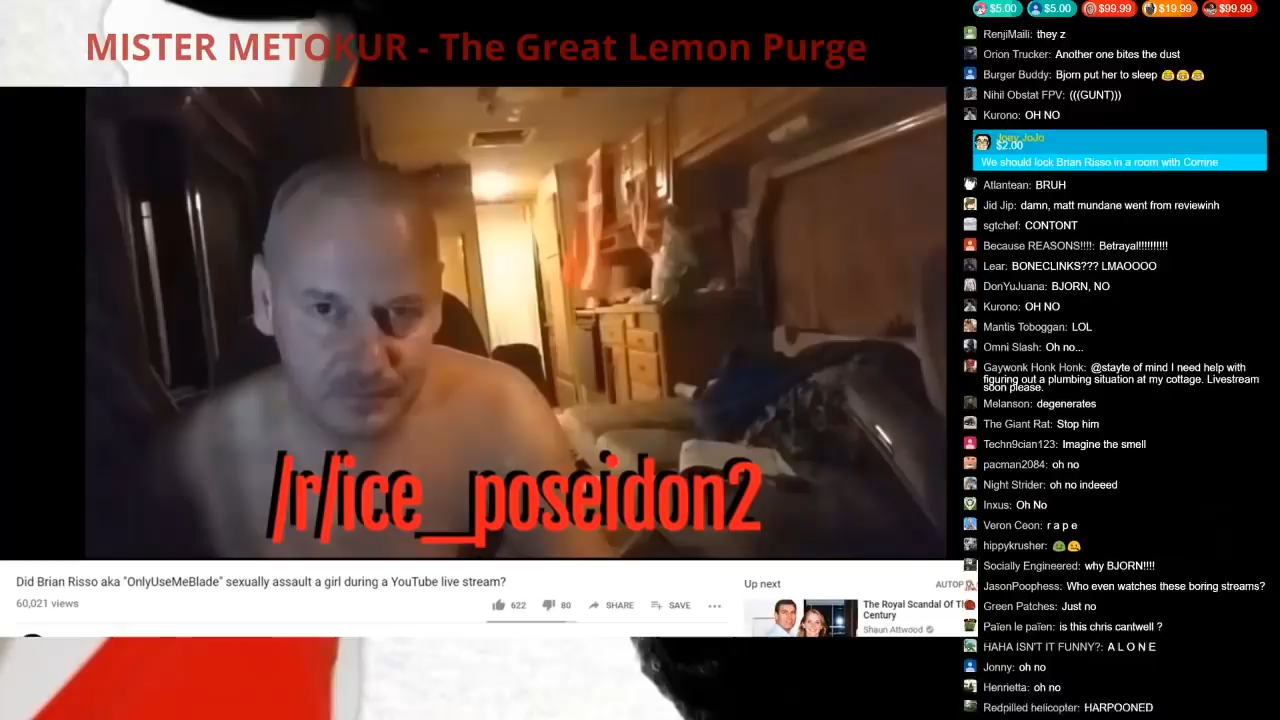 MISTER METOKUR - The Great Lemon Purge
/r/ice_poseidon2
Did Brian Risso aka "OnlyUseMeBlade" sexually assault a girl during a YouTube live stream?
60,021 views
622
80
SHARE
SAVE
Up next
AUTOP
The Royal Scandal Of Th
Century
Shaun Attwood
$5.00 $5.00 $99.99 $19.99 $99.99
RenjiMaili: they z
Orion Trucker: Another one bites the dust
Burger Buddy: Bjorn put her to sleep
Nihil Obstat FPV: (((GUNT)))
Kurono: OH NO
Joey JoJo
$2.00
We should lock Brian Risso in a room with Corrine
Atlantean: BRUH
Jid Jip: damn, matt mundane went from reviewinh
sgtchef: CONTONT
Because REASONS!!!!: Betrayal!!!!!!!!!!
Lear: BONECLINKS??? LMAOOOO
DonYuJuana: BJORN, NO
Kurono: OH NO
Mantis Toboggan: LOL
Omni Slash: Oh no...
Gaywonk Honk Honk: @stayte of mind I need help with
figuring out a plumbing situation at my cottage. Livestream
soon please.
Melanson: degenerates
The Giant Rat: Stop him
Techn9cian123: Imagine the smell
pacman2084: oh no
Night Strider: oh no indeeed
Inxus: Oh No
Veron Ceon: r a p e
hippykrusher:
Socially Engineered: why BJORN!!!!
JasonPoophess: Who even watches these boring streams?
Green Patches: Just no
Païen le païen: is this chris cantwell ?
HAHA ISN'T IT FUNNY?: A L O N E
Jonny: oh no
Henrietta: oh no
Redpilled helicopter: HARPOONED